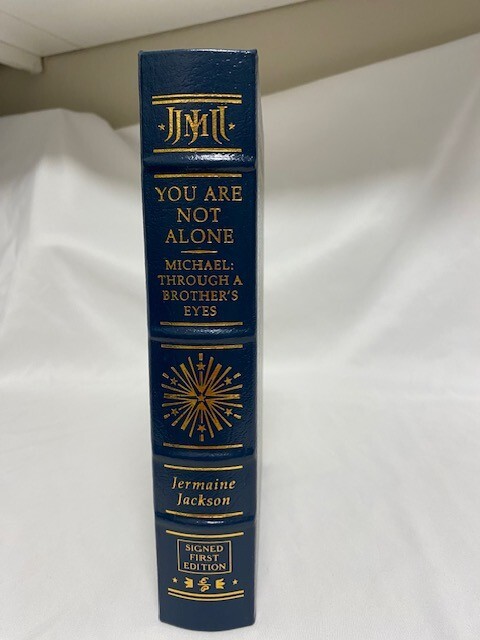 YOU ARE
NOT
ALONE
MICHAEL:
THROUGH A
BROTHER'S
EYES
Jermaine
Jackson
SIGNED
FIRST
EDITION